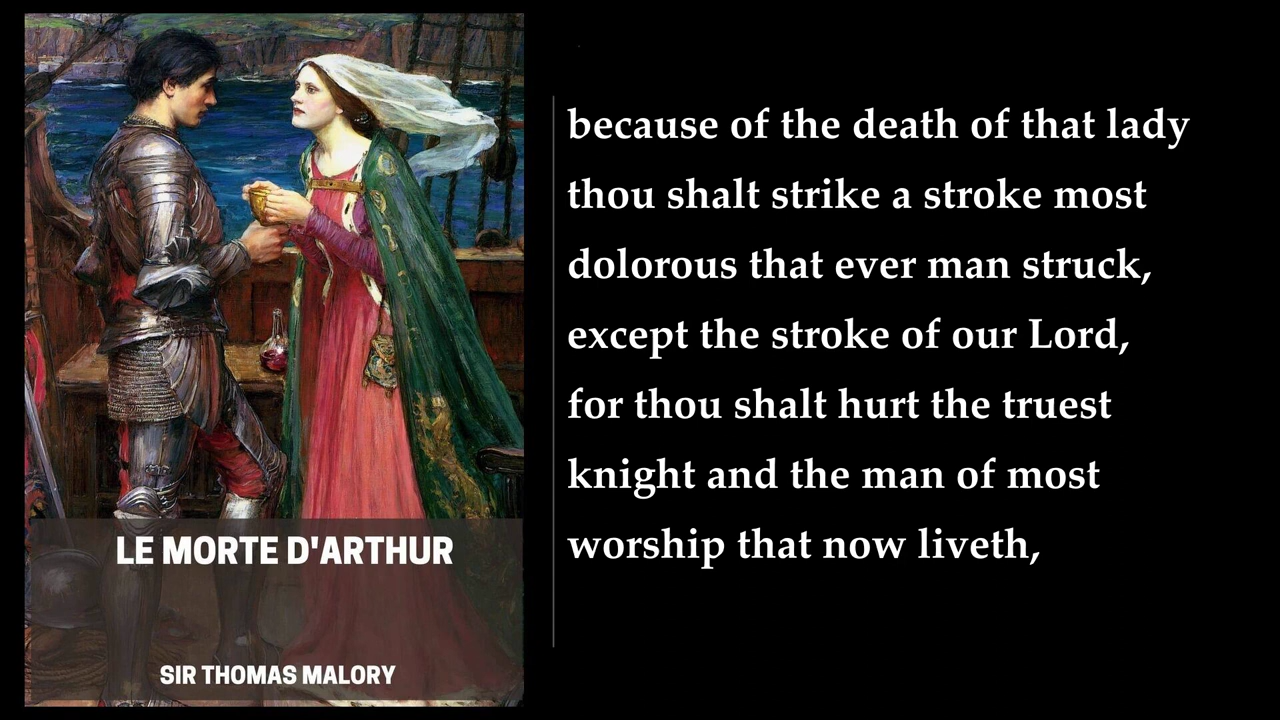 LE MORTE D'ARTHUR
SIR THOMAS MALORY
because of the death of that lady
thou shalt strike a stroke most
dolorous that ever man struck,
except the stroke of our Lord,
for thou shalt hurt the truest
knight and the man of most
worship that now liveth,